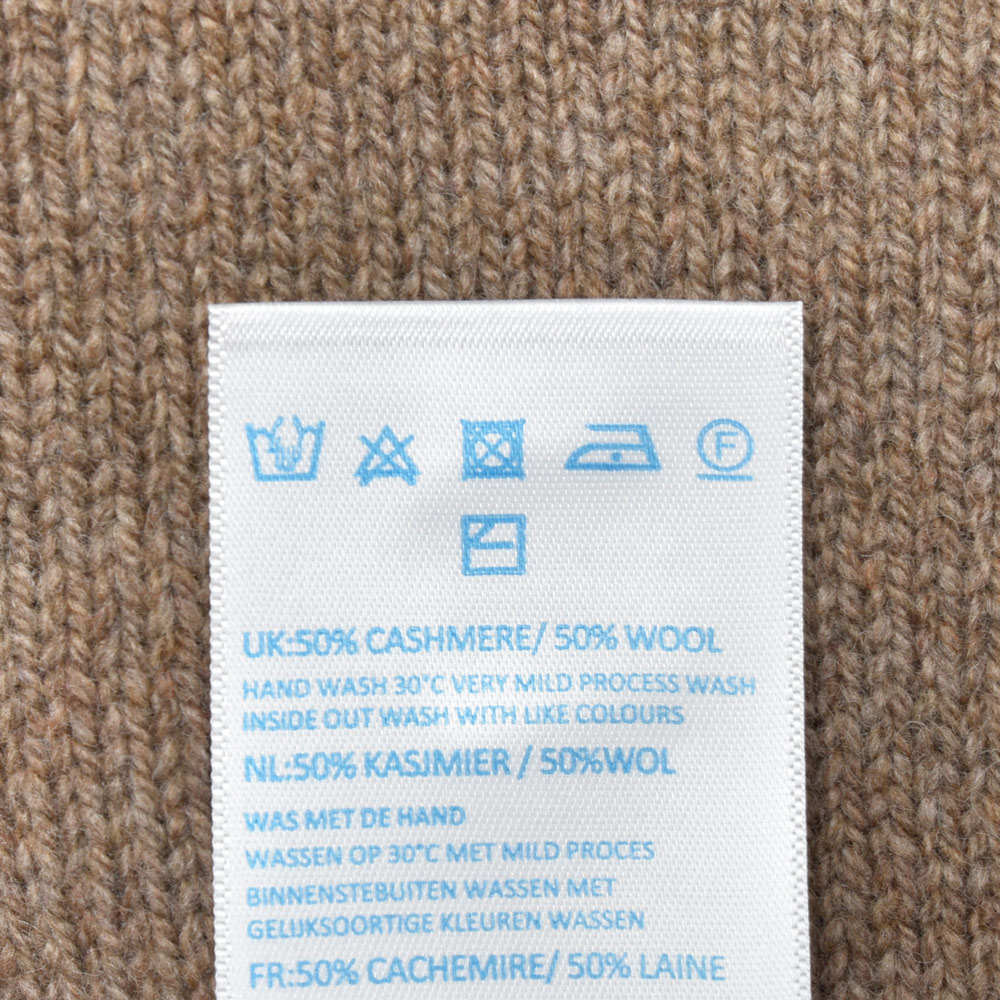 F
UK:50% CASHMERE/ 50% WOOL
HAND WASH 30°C VERY MILD PROCESS WASH
INSIDE OUT WASH WITH LIKE COLOURS
NL:50% KASJMIER / 50%WOL
WAS MET DE HAND
WASSEN OP 30°C MET MILD PROCES
BINNENSTEBUITEN WASSEN MET
GELIJKSOORTIGE KLEUREN WASSEN
FR:50% CACHEMIRE/ 50% LAINE